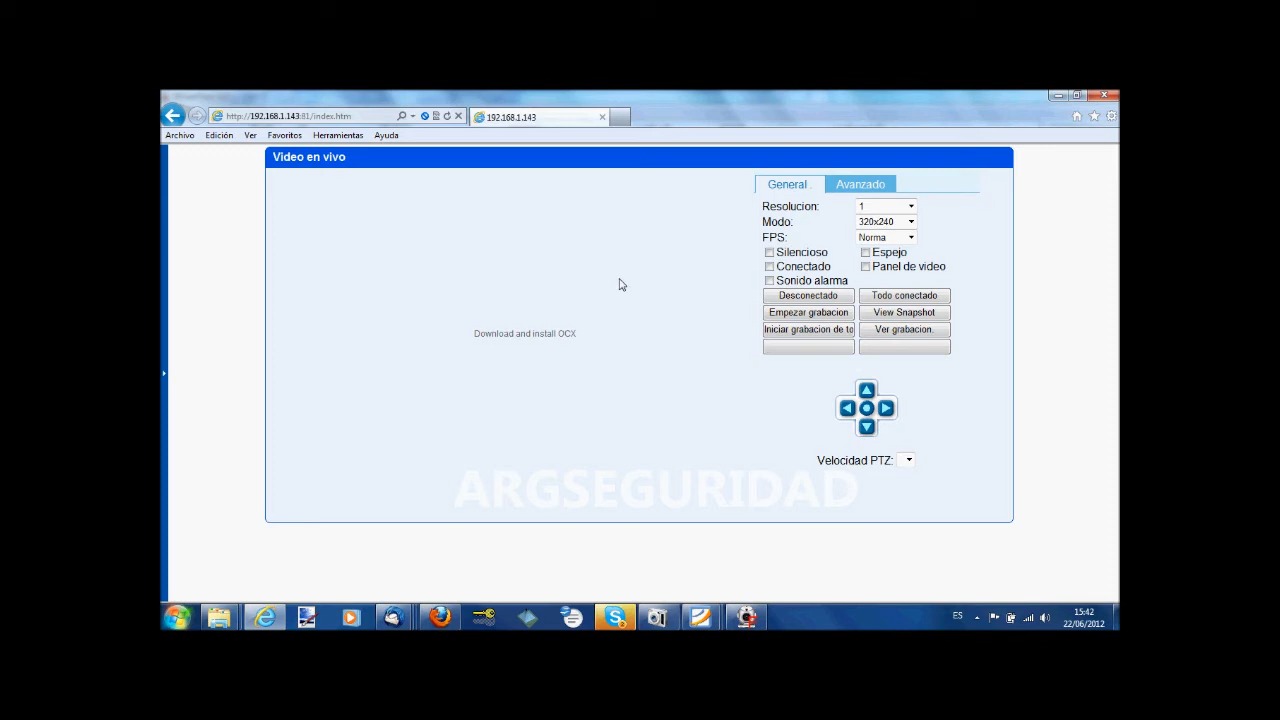 http://192.168.1.143:81/index.htm
192.168.1.143
Archivo Edición Ver Favoritos Herramientas Ayuda
Video en vivo
General Avanzado
Resolucion: 1
Modo: 320x240
FPS: Norma
Silencioso Espejo
Conectado Panel de video
Sonido alarma
Desconectado Todo conectado
Empezar grabacion View Snapshot
Iniciar grabacion de to Ver grabacion.
Download and install OCX
Velocidad PTZ:
ARGSEGURIDAD
ES 15:42
22/06/2012